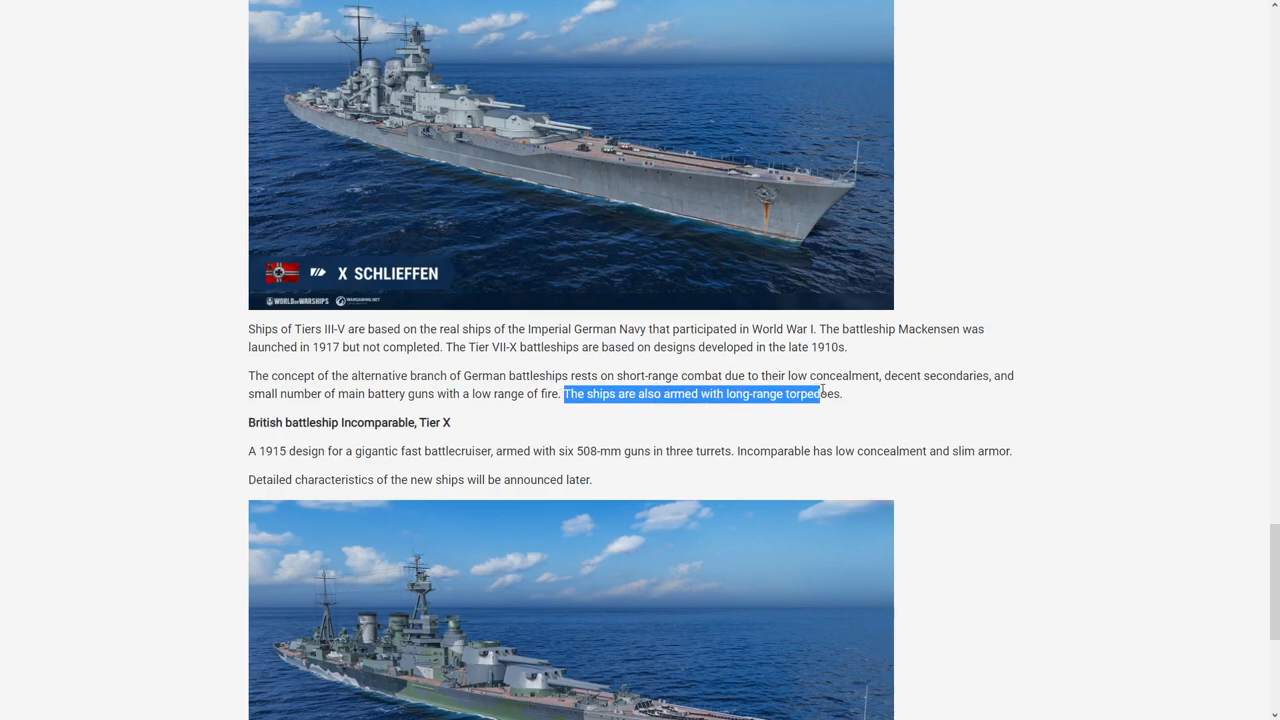 X SCHLIEFFEN
WORLD OF WARSHIPS WARGAMING.NET
Ships of Tiers III-V are based on the real ships of the Imperial German Navy that participated in World War I. The battleship Mackensen was
launched in 1917 but not completed. The Tier VII-X battleships are based on designs developed in the late 1910s.
The concept of the alternative branch of German battleships rests on short-range combat due to their low concealment, decent secondaries, and
small number of main battery guns with a low range of fire. The ships are also armed with long-range torpedoes.
British battleship Incomparable, Tier X
A 1915 design for a gigantic fast battlecruiser, armed with six 508-mm guns in three turrets. Incomparable has low concealment and slim armor.
Detailed characteristics of the new ships will be announced later.